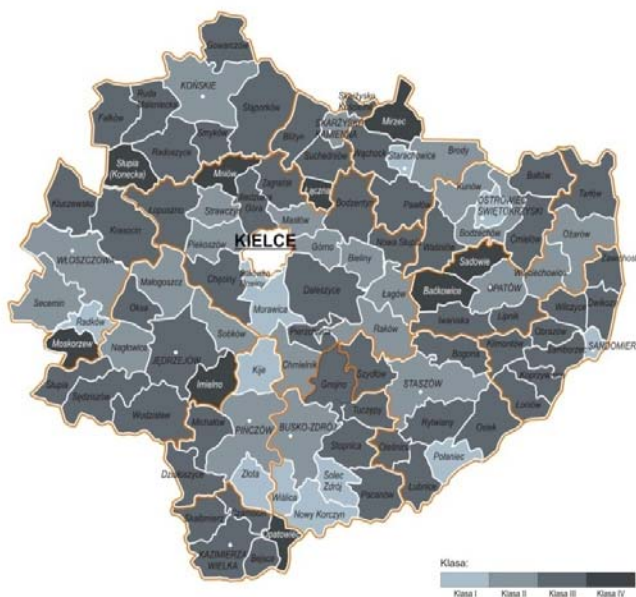 Gowarczów
KOŃSKIE
Ruda
Maleniecka
Fałków
Stąporków
Smyków
Radoszyce
Słupia
(Konecka)
SKARŻYSKO
KAMIENNA
Bliżyn
Suchedniów
Mirzec
Wąchock
Starachowice
Brody
Mniów
Zagnańsk
Łączna
Bodzentyn
Pawłów
Kunów
OSTROWIEC
ŚWIĘTOKRZYSKI
Bodzechów
Bałtów
Ćmielów
Tarłów
Ożarów
Kluczewsko
Krasocin
Łopuszno
Strawczyn
Miedziana
Góra
Masłów
Piekoszów
KIELCE
Górno
Bieliny
Nowa Słupia
Waśniów
Sadowie
Wojciechowice
OPATÓW
Baćkowice
Zawichost
WŁOSZCZOWA
Małogoszcz
Chęciny
Morawica
Daleszyce
Łagów
Iwaniska
Lipnik
Wilczyce
Dwikozy
Secemin
Oksa
Radków
Sobków
Pierzchnica
Raków
Bogoria
Klimontów
Obrazów
Samborzec
SANDOMIERZ
Moskorzew
Nagłowice
JĘDRZEJÓW
Imielno
Kije
Chmielnik
Gnojno
Szydłów
STASZÓW
Koprzywnica
Łoniów
Słupia
Sędziszów
Wodzisław
Michałów
PIŃCZÓW
BUSKO-ZDRÓJ
Tuczępy
Rytwiany
Osiek
Działoszyce
Złota
Stopnica
Oleśnica
Połaniec
Solec
Zdrój
Wiślica
Pacanów
Łubnice
Nowy Korczyn
Skalbmierz
Opatowiec
KAZIMIERZA
WIELKA
Bejsce
Klasa:
Klasa I
Klasa II
Klasa III
Klasa IV